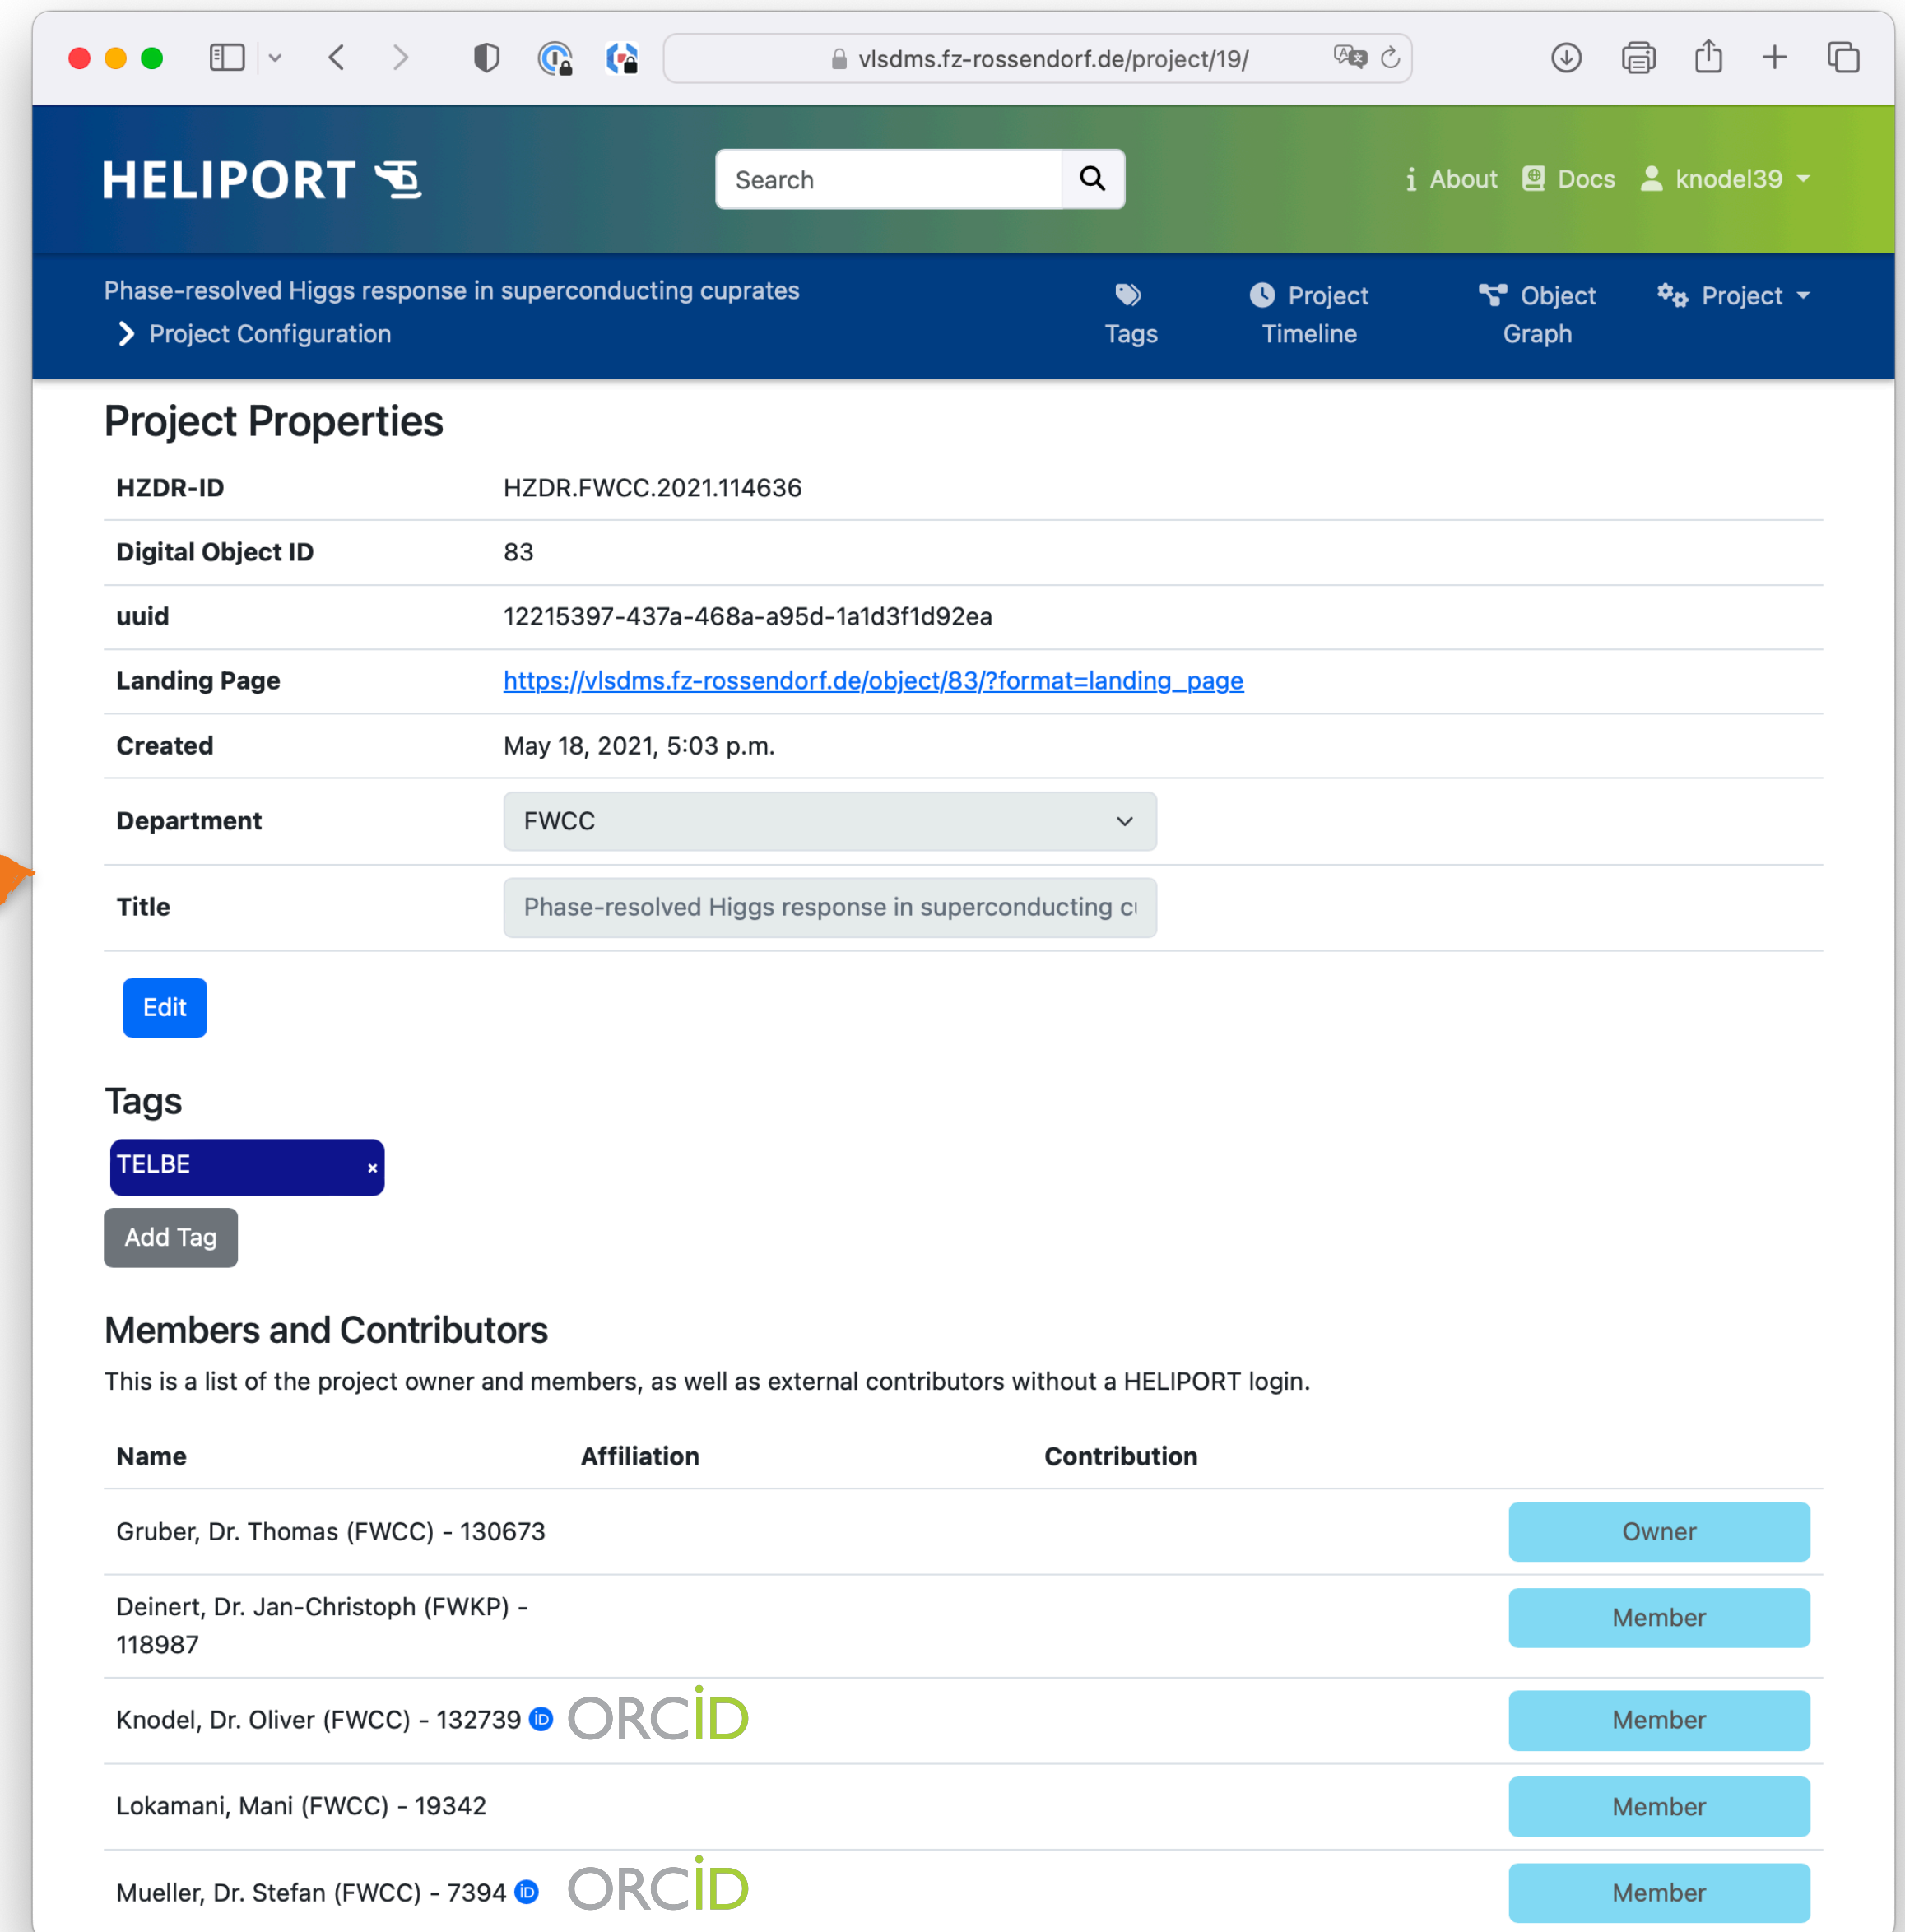 vlsdms.fz-rossendorf.de/project/19/
HELIPORT
Search
About
Docs
knodel39
Phase-resolved Higgs response in superconducting cuprates
Project Configuration
Tags
Project Timeline
Object Graph
Project
Project Properties
HZDR-ID HZDR.FWCC.2021.114636
Digital Object ID 83
uuid 12215397-437a-468a-a95d-1a1d3f1d92ea
Landing Page https://vlsdms.fz-rossendorf.de/object/83/?format=landing_page
Created May 18, 2021, 5:03 p.m.
Department FWCC
Title Phase-resolved Higgs response in superconducting
Edit
Tags
TELBE ×
Add Tag
Members and Contributors
This is a list of the project owner and members, as well as external contributors without a HELIPORT login.
Name Affiliation Contribution
Gruber, Dr. Thomas (FWCC) - 130673 Owner
Deinert, Dr. Jan-Christoph (FWKP) -
118987 Member
Knodel, Dr. Oliver (FWCC) - 132739 iD ORCiD Member
Lokamani, Mani (FWCC) - 19342 Member
Mueller, Dr. Stefan (FWCC) - 7394 iD ORCiD Member